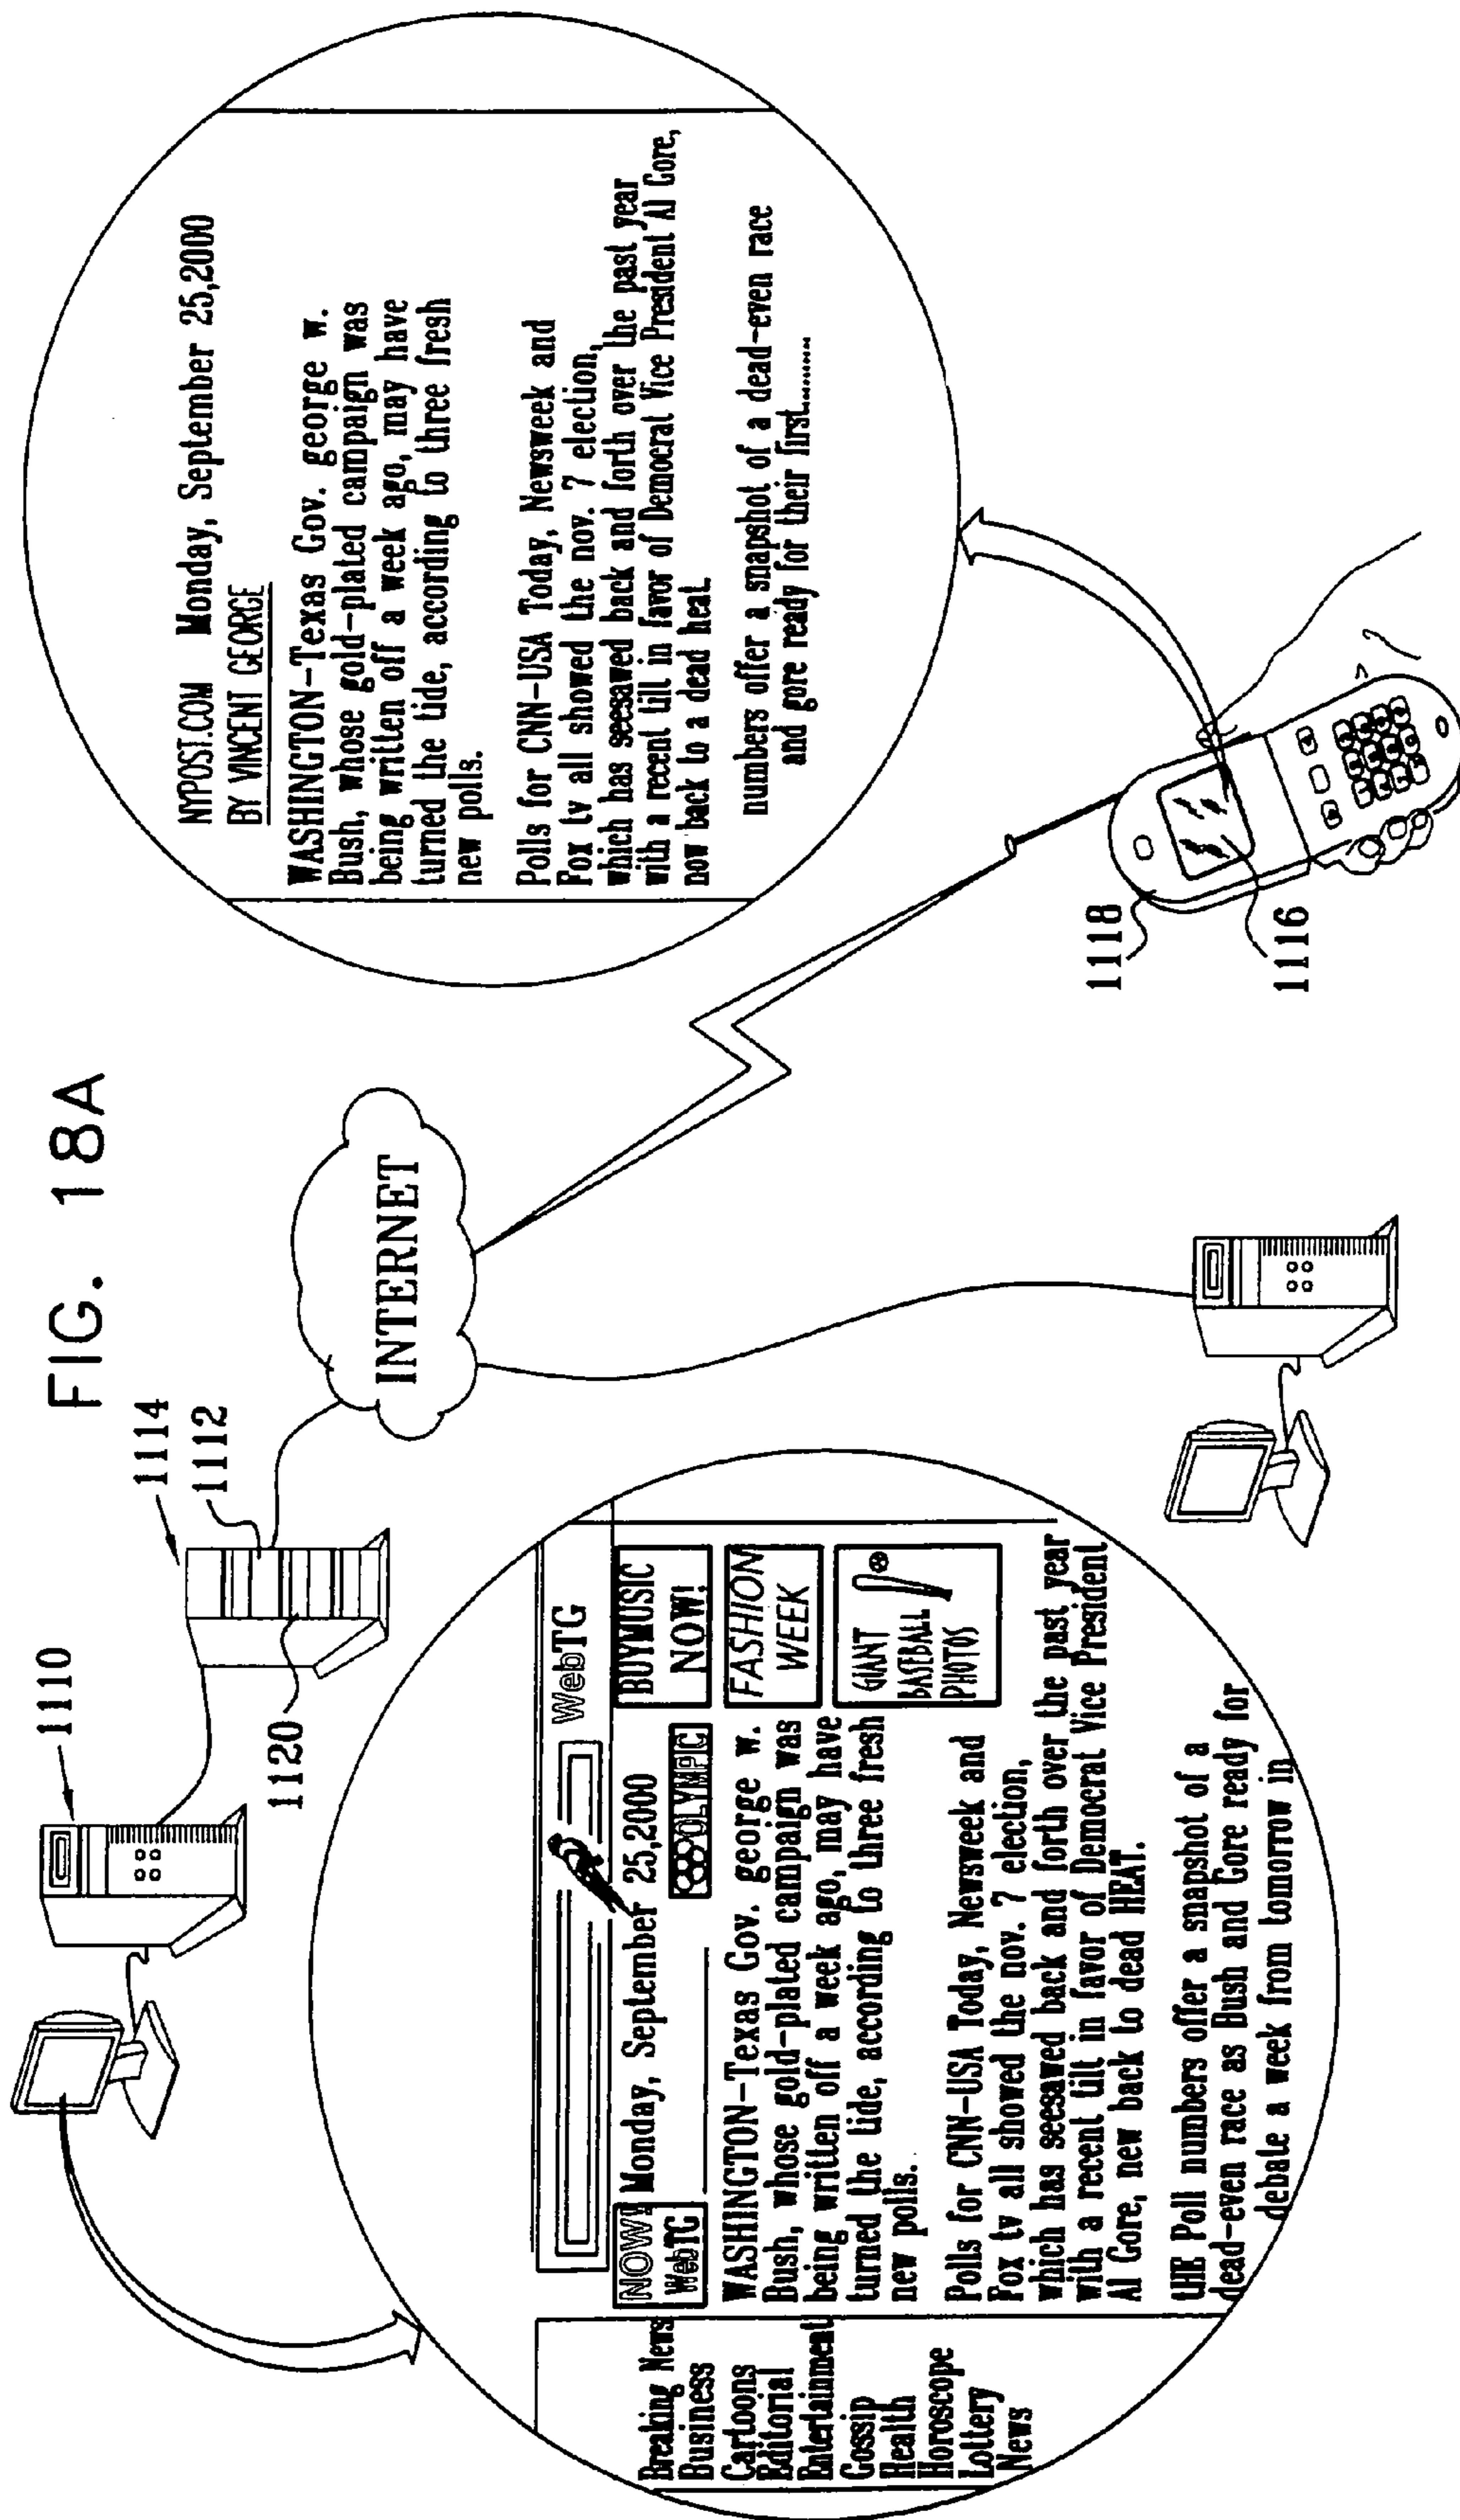 FIG. 18A
1110
1114
1112
1120
INTERNET
1118
1116
NYPOST.COM Monday, September 25,2000
BY VINCENT GEORGE
WASHINGTON-Texas Gov. george w.
Bush, whose gold-plated campaign was
being written off a week ago, may have
turned the tide, according to three fresh
new polls.
Polls for CNN-USA Today, Newsweek and
Fox tv all showed the nov. 7 election,
which has seesawed back and forth over the past year
with a recent tilt in favor of Democrat Vice President Al Gore,
now back to a dead heat.
numbers offer a snapshot of a dead-even race
and gore ready for their first.........
WebTG
NOW!
WebTG
Monday, September 25,2000
OLYMPIC
BUYMUSIC
NOW!
FASHION
WEEK
GIANT
BASEBALL
PHOTOS
Breaking News
Business
Cartoons
Editorial
Entertainment
Gossip
Health
Horoscope
Lottery
News
WASHINGTON-Texas Gov. george w.
Bush, whose gold-plated campaign was
being written off a week ago, may have
turned the tide, according to three fresh
new polls.
Polls for CNN-USA Today, Newsweek and
Fox tv all showed the nov. 7 election,
which has seesawed back and forth over the past year
with a recent tilt in favor of Democrat Vice President
Al Gore, new back to dead HEAT.
tHE Poll numbers offer a snapshot of a
dead-even race as Bush and Gore ready for
debate a week from tomorrow in